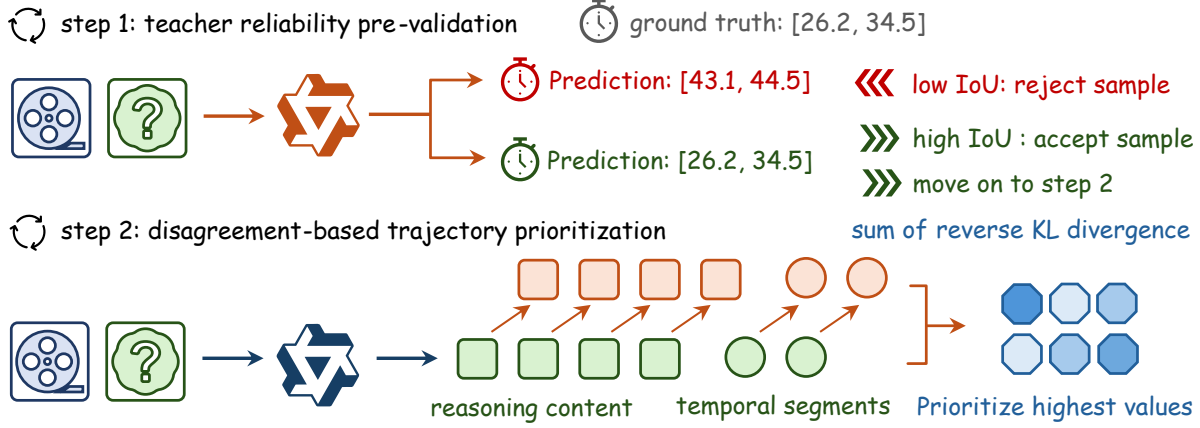 step 1: teacher reliability pre-validation
ground truth: [26.2, 34.5]
Prediction: [43.1, 44.5]
low IoU: reject sample
high IoU : accept sample
Prediction: [26.2, 34.5]
move on to step 2
step 2: disagreement-based trajectory prioritization
sum of reverse KL divergence
reasoning content
temporal segments
Prioritize highest values